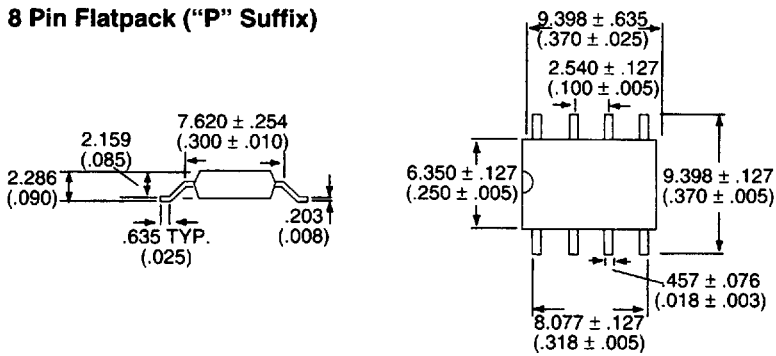 8 Pin Flatpack ("P" Suffix)
9.398 ± .635
(.370 ± .025)
2.540 ± .127
(.100 ± .005)
7.620 ± .254
(.300 ± .010)
2.159
(.085)
2.286
(.090)
.203
(.008)
.635 TYP.
(.025)
6.350 ± .127
(.250 ± .005)
9.398 ± .127
(.370 ± .005)
.457 ± .076
(.018 ± .003)
8.077 ± .127
(.318 ± .005)